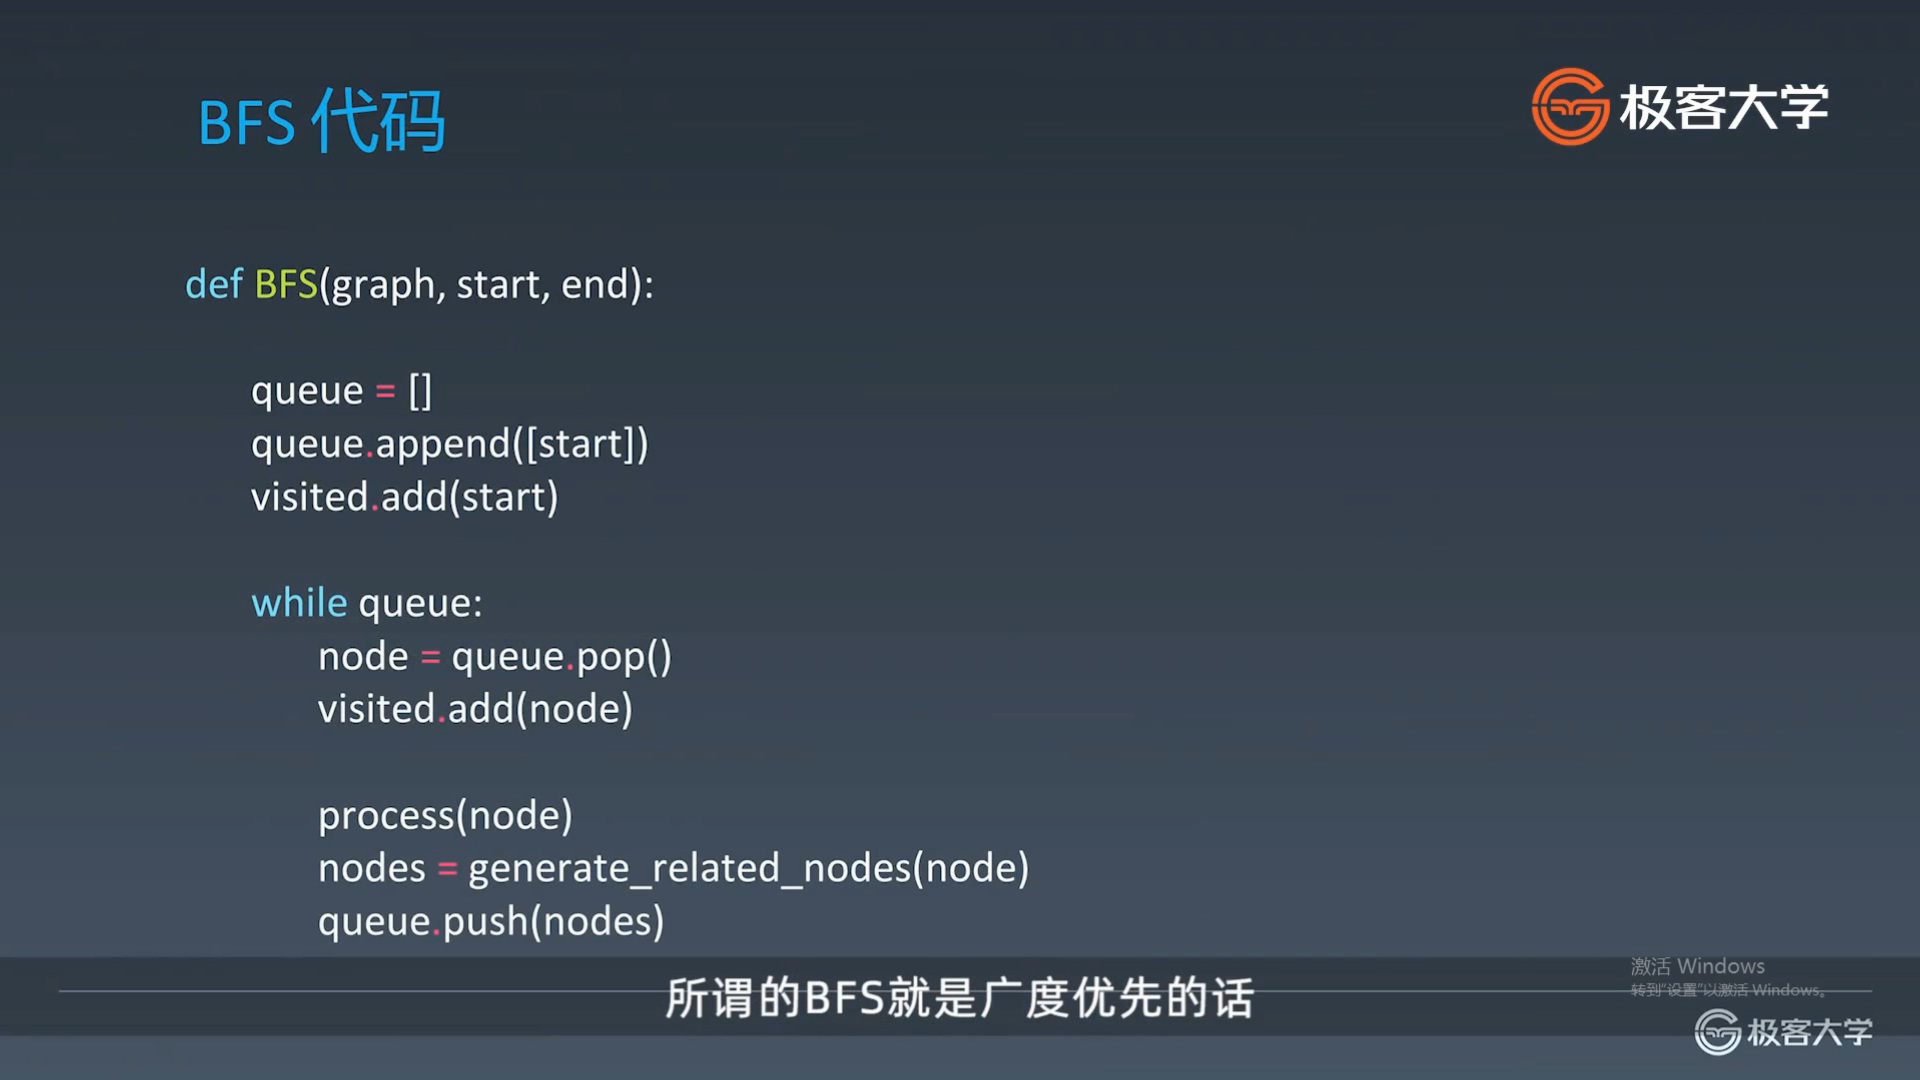 BFS 代码
极客大学
def BFS(graph, start, end):
queue = []
queue.append([start])
visited.add(start)
while queue:
node = queue.pop()
visited.add(node)
process(node)
nodes = generate_related_nodes(node)
queue.push(nodes)
所谓的BFS就是广度优先的话
激活 Windows
转到"设置"以激活 Windows。
极客大学